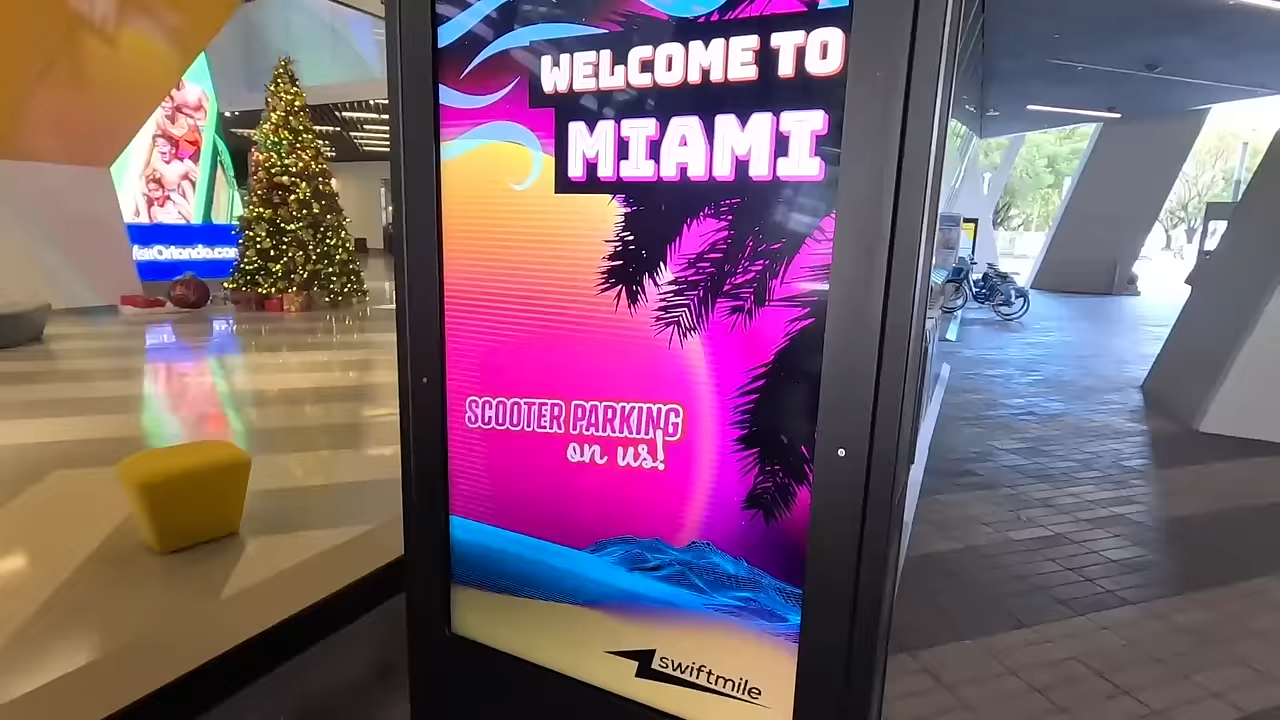 WELCOME TO
MIAMI
SCOOTER PARKING
on us!
swiftmile
VisitOrlando.com